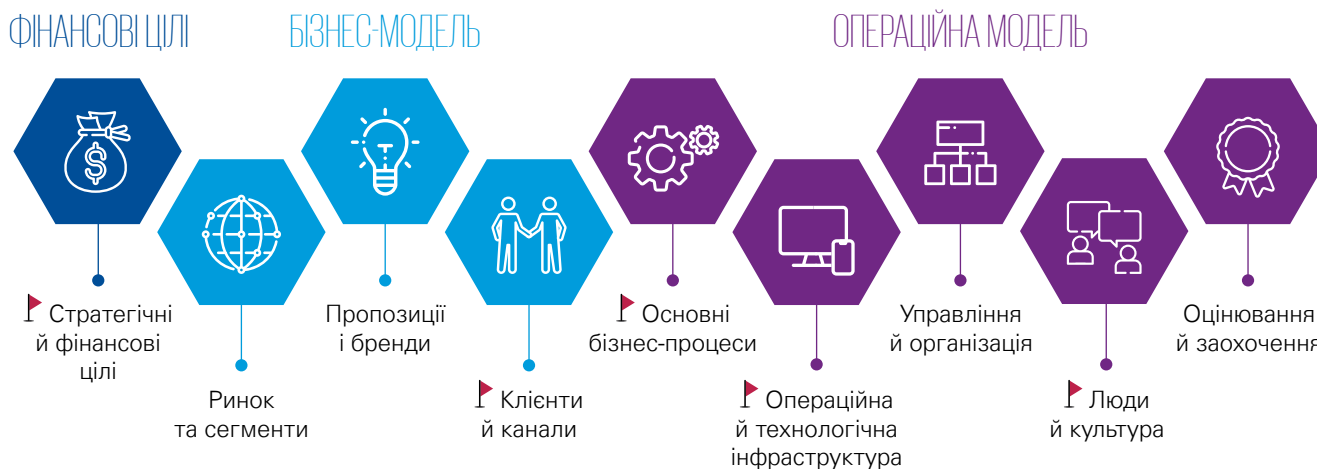 ФІНАНСОВІ ЦІЛІ
БІЗНЕС-МОДЕЛЬ
ОПЕРАЦІЙНА МОДЕЛЬ
Стратегічні
й фінансові
цілі
Ринок
та сегменти
Пропозиції
і бренди
Клієнти
й канали
Основні
бізнес-процеси
Операційна
й технологічна
інфраструктура
Управління
й організація
Люди
й культура
Оцінювання
й заохочення